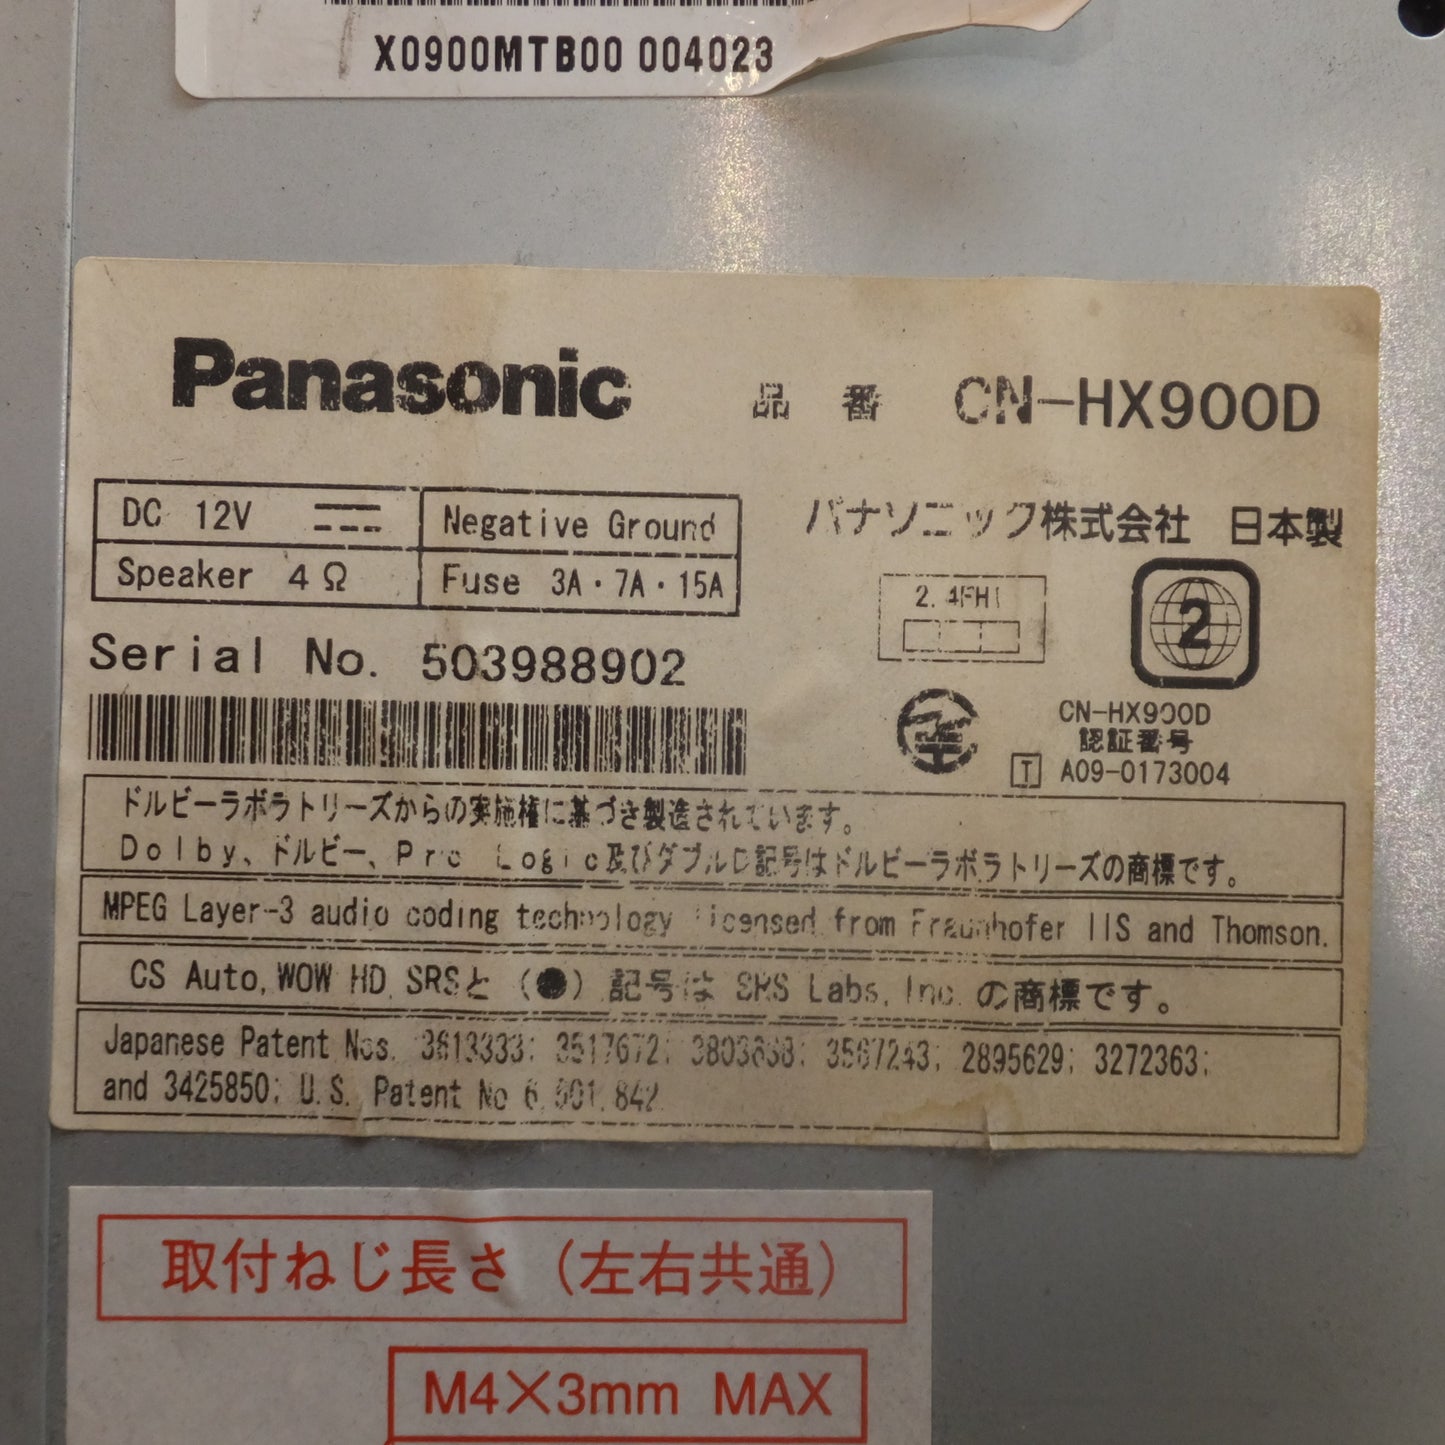 X0900MTB00 004023
Panasonic 品 番 CN-HX900D
DC 12V Negative Ground
Speaker 4Ω Fuse 3A・7A・15A
パナソニック株式会社 日本製
2.4FH1
2
Serial No. 503988902
CN-HX900D
認証番号
T A09-0173004
ドルビーラボラトリーズからの実施権に基づき製造されています。
Dolby、ドルビー、Pro Logic及びダブルD記号はドルビーラボラトリーズの商標です。
MPEG Layer-3 audio coding technology licensed from Fraunhofer IIS and Thomson.
CS Auto, WOW HD, SRSと (●) 記号は SRS Labs, Inc. の商標です。
Japanese Patent Nos. 3613333; 3517672; 3567243; 2895629; 3272363;
and 3425850; U.S. Patent No 6,501,842
取付ねじ長さ（左右共通）
M4×3mm MAX